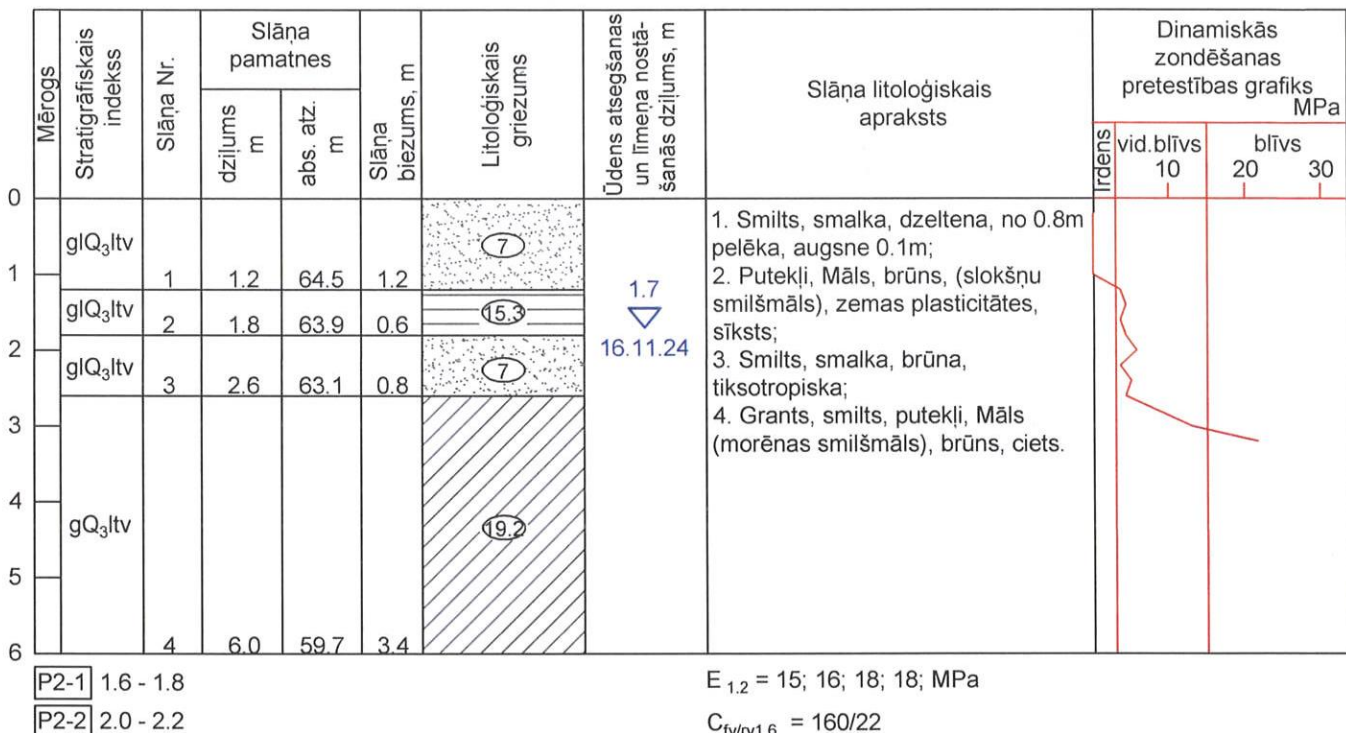 Mērogs
Stratigrāfiskais
indekss
Slāņa Nr.
Slāņa
pamatnes
dziļums
m
abs. atz.
m
Slāņa
biezums, m
Litoloģiskais
griezums
Ūdens atsegšanas
un līmeņa nostā-
šanās dziļums, m
Slāņa litoloģiskais
apraksts
Dinamiskās
zondēšanas
pretestības grafiks
MPa
Irdens
vid.blīvs
blīvs
10 20 30
0
1
2
3
4
5
6
glQ3ltv
1 1.2 64.5 1.2
7
glQ3ltv
2 1.8 63.9 0.6
15.3
glQ3ltv
3 2.6 63.1 0.8
7
gQ3ltv
4 6.0 59.7 3.4
19.2
1.7
16.11.24
1. Smilts, smalka, dzeltena, no 0.8m
pelēka, augsne 0.1m;
2. Putekļi, Māls, brūns, (slokšņu
smilšmāls), zemas plasticitātes,
sīksts;
3. Smilts, smalka, brūna,
tiksotropiska;
4. Grants, smilts, putekļi, Māls
(morēnas smilšmāls), brūns, ciets.
P2-1 1.6 - 1.8
P2-2 2.0 - 2.2
E 1.2 = 15; 16; 18; 18; MPa
Cfv/rv1.6 = 160/22